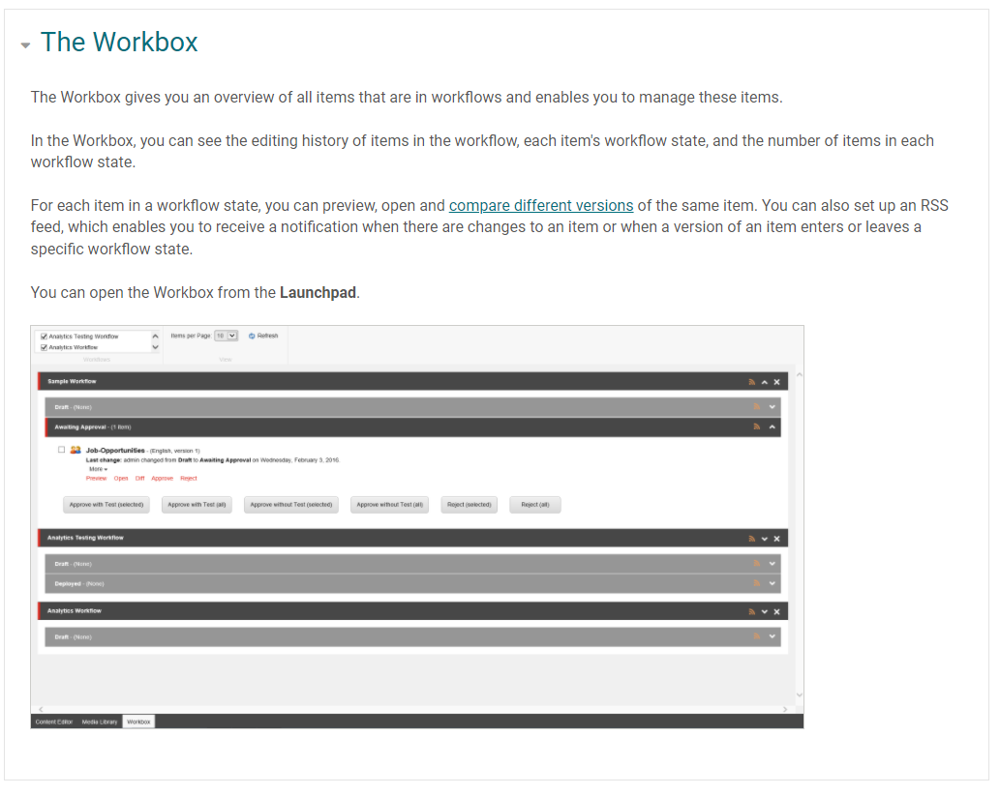 The Workbox
The Workbox gives you an overview of all items that are in workflows and enables you to manage these items.
In the Workbox, you can see the editing history of items in the workflow, each item's workflow state, and the number of items in each
workflow state.
For each item in a workflow state, you can preview, open and compare different versions of the same item. You can also set up an RSS
feed, which enables you to receive a notification when there are changes to an item or when a version of an item enters or leaves a
specific workflow state.
You can open the Workbox from the Launchpad.
Analytics Testing Workflow
Analytics Workflow
Workflows
Items per Page: 10 Refresh
View
Sample Workflow
Draft - (None)
Awaiting Approval - (1 item)
Job-Opportunities - (English, version 1)
Last change: admin changed from Draft to Awaiting Approval on Wednesday, February 3, 2016.
More
Preview Open Diff Approve Reject
Approve with Test (selected) Approve with Test (all) Approve without Test (selected) Approve without Test (all) Reject (selected) Reject (all)
Analytics Testing Workflow
Draft - (None)
Deployed - (None)
Analytics Workflow
Draft - (None)
Content Editor Media Library Workbox